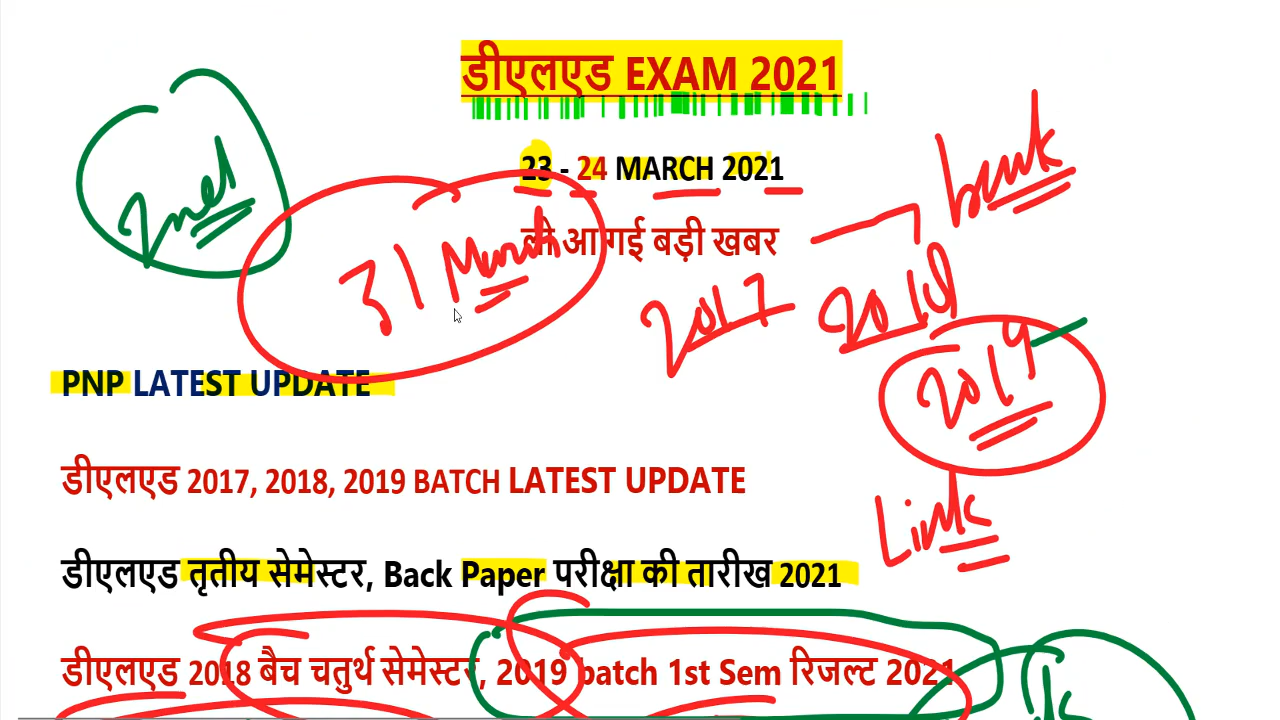 डीएलएड EXAM 2021
23 - 24 MARCH 2021
लो आ गई बड़ी खबर
2nd
31 March
back
2017 2018
2019
Link
PNP LATEST UPDATE
डीएलएड 2017, 2018, 2019 BATCH LATEST UPDATE
डीएलएड तृतीय सेमेस्टर, Back Paper परीक्षा की तारीख 2021
डीएलएड 2018 बैच चतुर्थ सेमेस्टर, 2019 batch 1st Sem रिजल्ट 2021